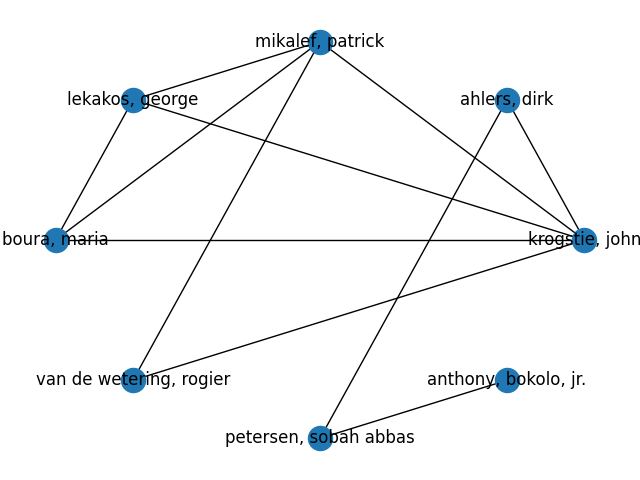 mikalef, patrick
lekakos, george
ahlers, dirk
boura, maria
krogstie, john
van de wetering, rogier
anthony, bokolo, jr.
petersen, sobah abbas